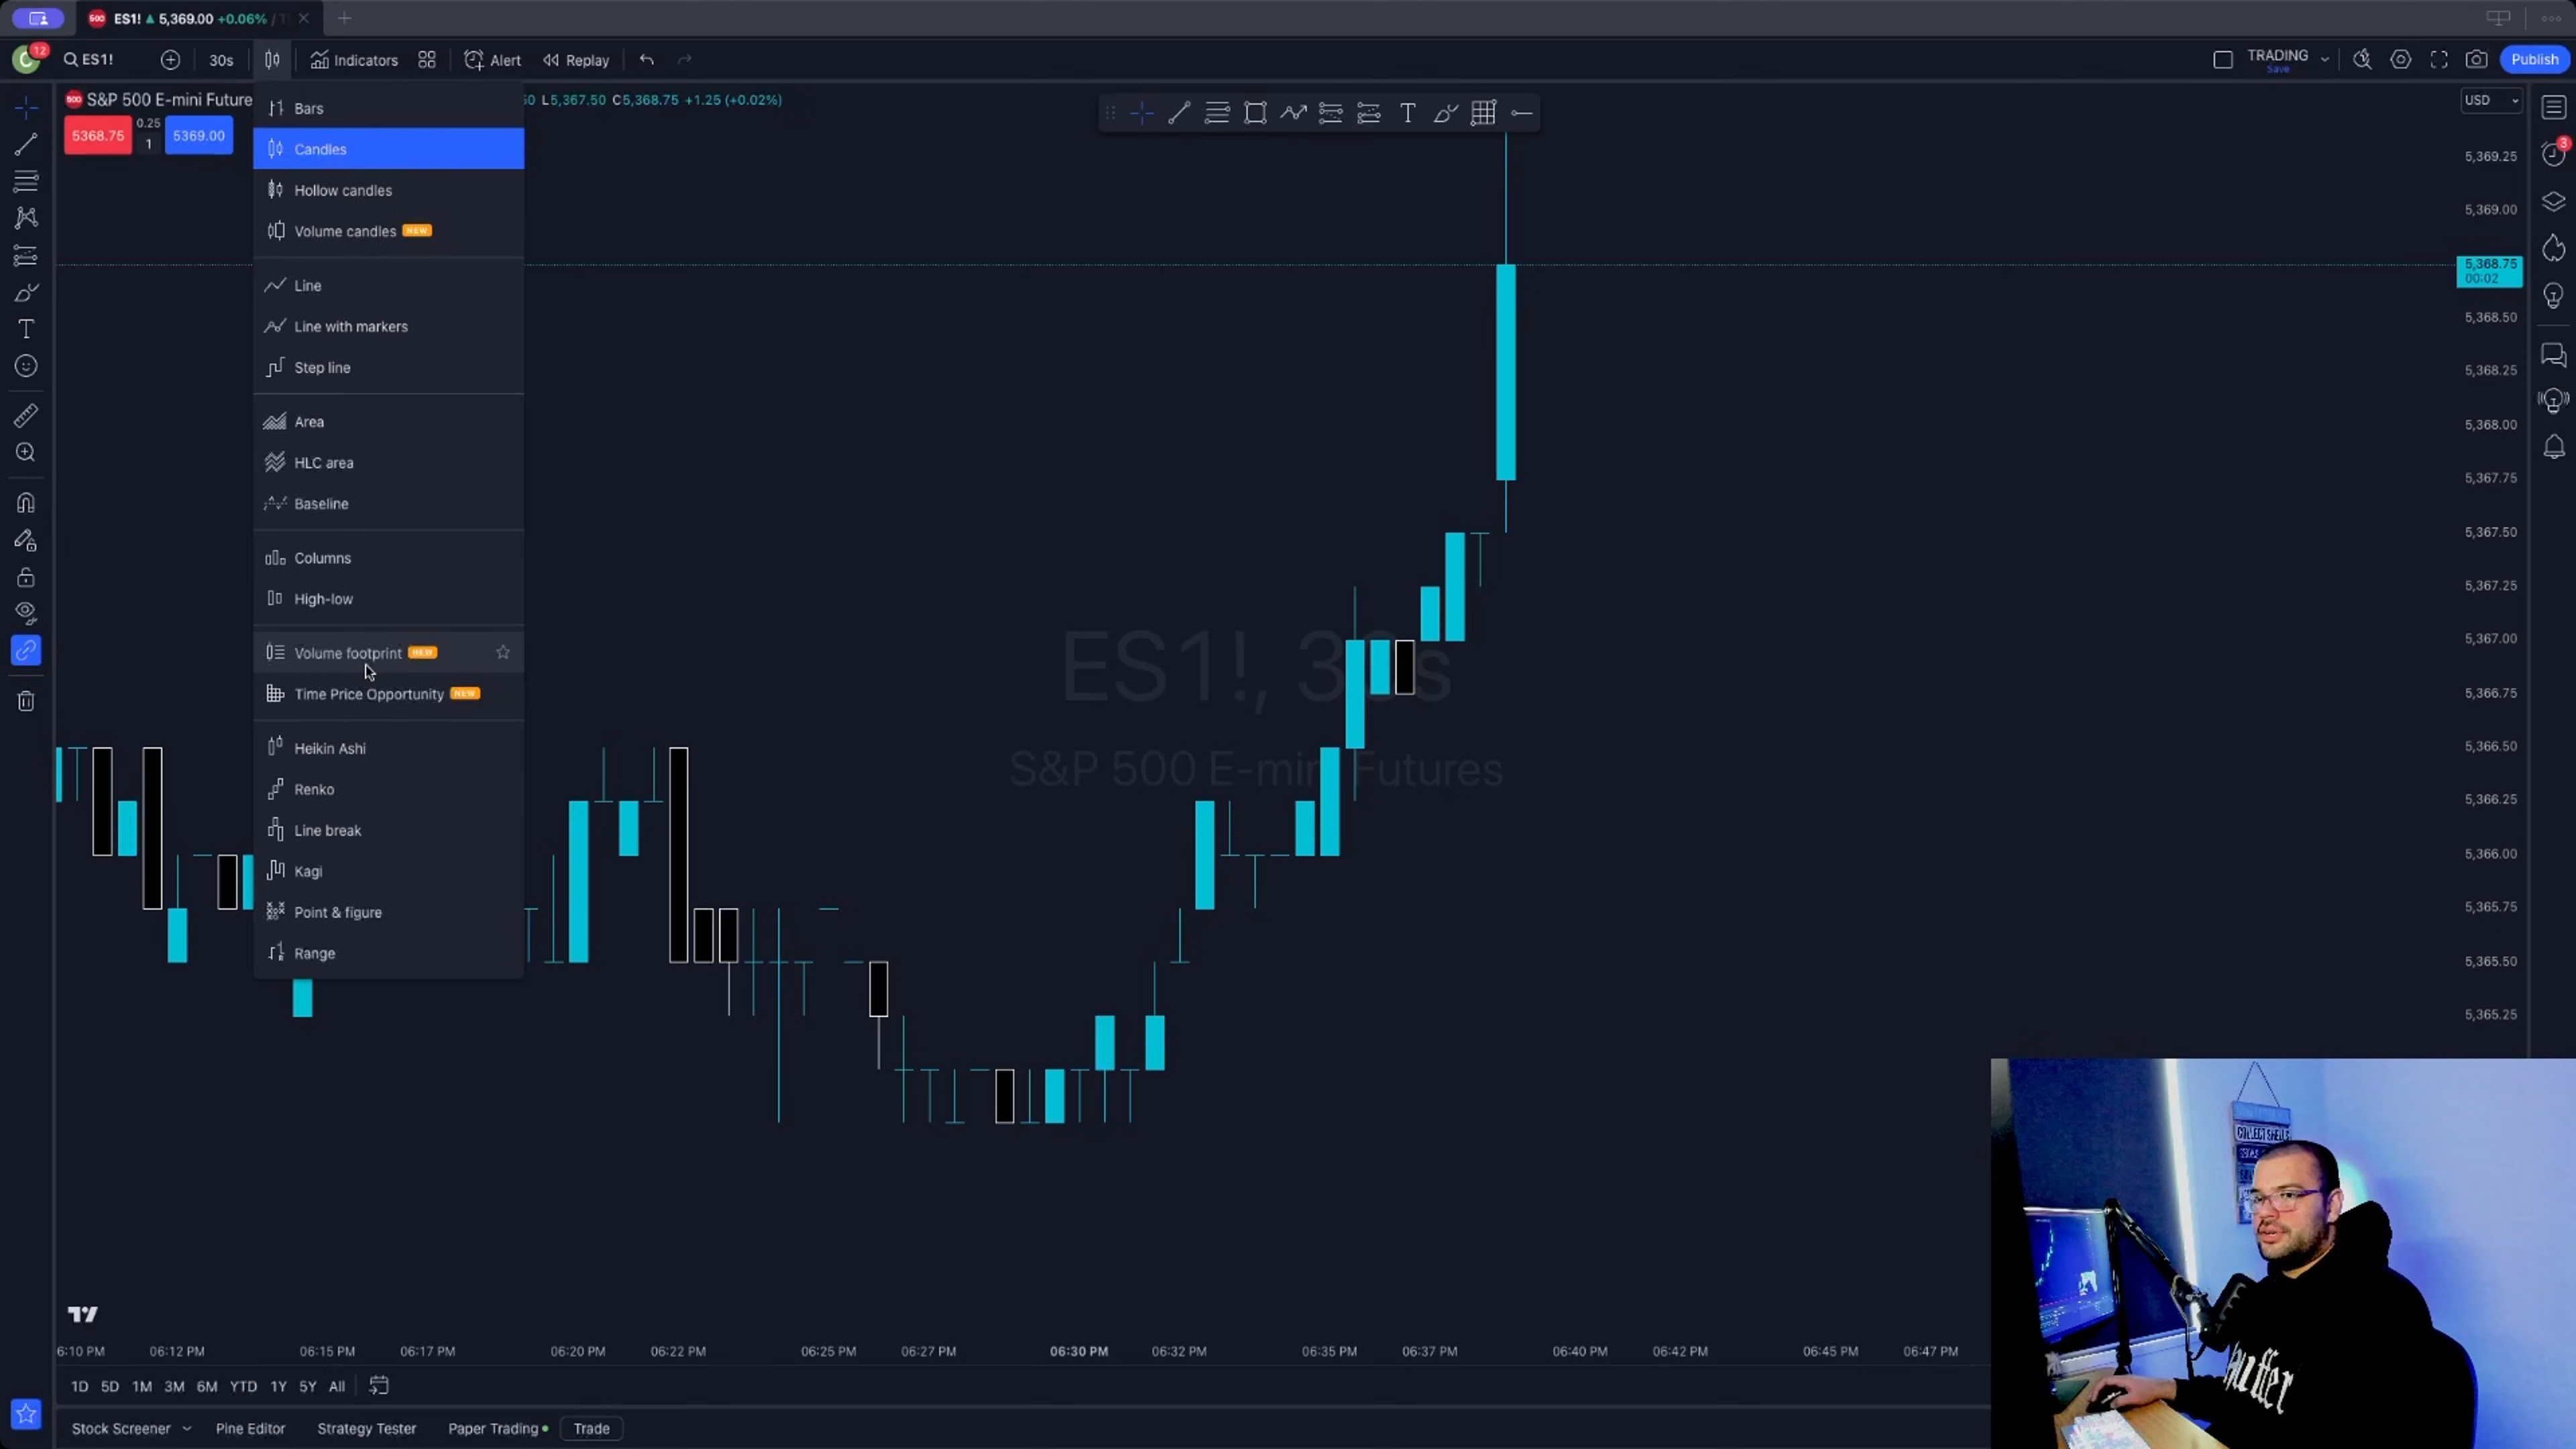 500 ES1! ▲ 5,369.00 +0.06% / T
12 ES1! 30s Indicators Alert Replay TRADING Save Publish
500 S&P 500 E-mini Future 50 L5,367.50 C5,368.75 +1.25 (+0.02%)
5368.75 0.25 1 5369.00
USD
3
Bars
Candles
Hollow candles
Volume candles NEW
Line
Line with markers
Step line
Area
HLC area
Baseline
Columns
High-low
Volume footprint NEW
Time Price Opportunity NEW
Heikin Ashi
Renko
Line break
Kagi
Point & figure
Range
ES1!, 30s
S&P 500 E-mini Futures
5,369.25
5,369.00
5,368.75
00:02
5,368.50
5,368.25
5,368.00
5,367.75
5,367.50
5,367.25
5,367.00
5,366.75
5,366.50
5,366.25
5,366.00
5,365.75
5,365.50
5,365.25
COLLECT SHELLS
6:10 PM 06:12 PM 06:15 PM 06:17 PM 06:20 PM 06:22 PM 06:25 PM 06:27 PM 06:30 PM 06:32 PM 06:35 PM 06:37 PM 06:40 PM 06:42 PM 06:45 PM 06:47 PM
1D 5D 1M 3M 6M YTD 1Y 5Y All
Stock Screener Pine Editor Strategy Tester Paper Trading Trade